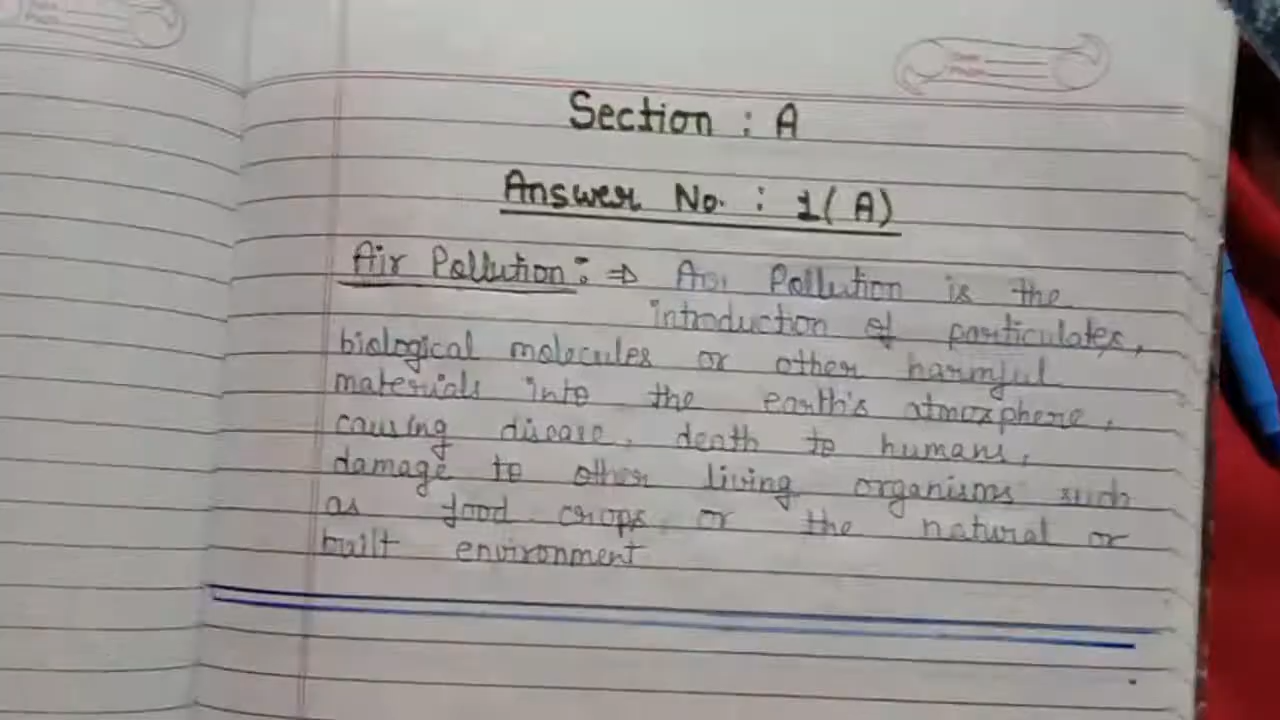 Section : A
Answer No. : 1(A)
Air Pollution :⇒ Air Pollution is the
introduction of particulates,
biological molecules or other harmful
materials into the earth's atmosphere,
causing disease, death to humans,
damage to other living organisms such
as food crops, or the natural or
built environment